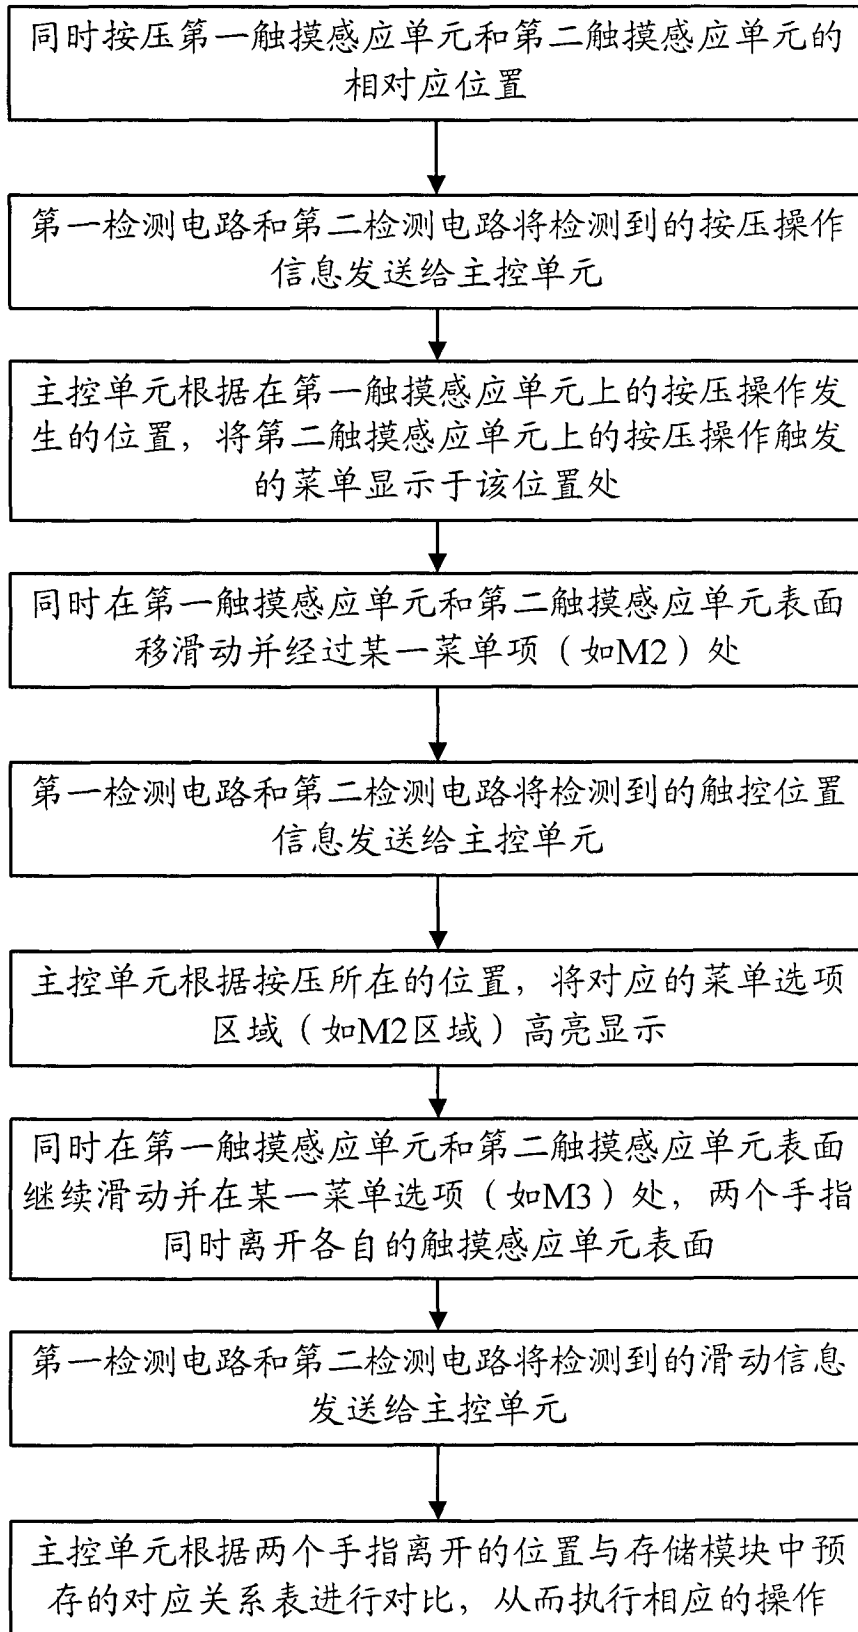 同时按压第一触摸感应单元和第二触摸感应单元的
相对应位置
第一检测电路和第二检测电路将检测到的按压操作
信息发送给主控单元
主控单元根据在第一触摸感应单元上的按压操作发
生的位置，将第二触摸感应单元上的按压操作触发
的菜单显示于该位置处
同时在第一触摸感应单元和第二触摸感应单元表面
移滑动并经过某一菜单项（如M2）处
第一检测电路和第二检测电路将检测到的触控位置
信息发送给主控单元
主控单元根据按压所在的位置，将对应的菜单选项
区域（如M2区域）高亮显示
同时在第一触摸感应单元和第二触摸感应单元表面
继续滑动并在某一菜单选项（如M3）处，两个手指
同时离开各自的触摸感应单元表面
第一检测电路和第二检测电路将检测到的滑动信息
发送给主控单元
主控单元根据两个手指离开的位置与存储模块中预
存的对应关系表进行对比，从而执行相应的操作